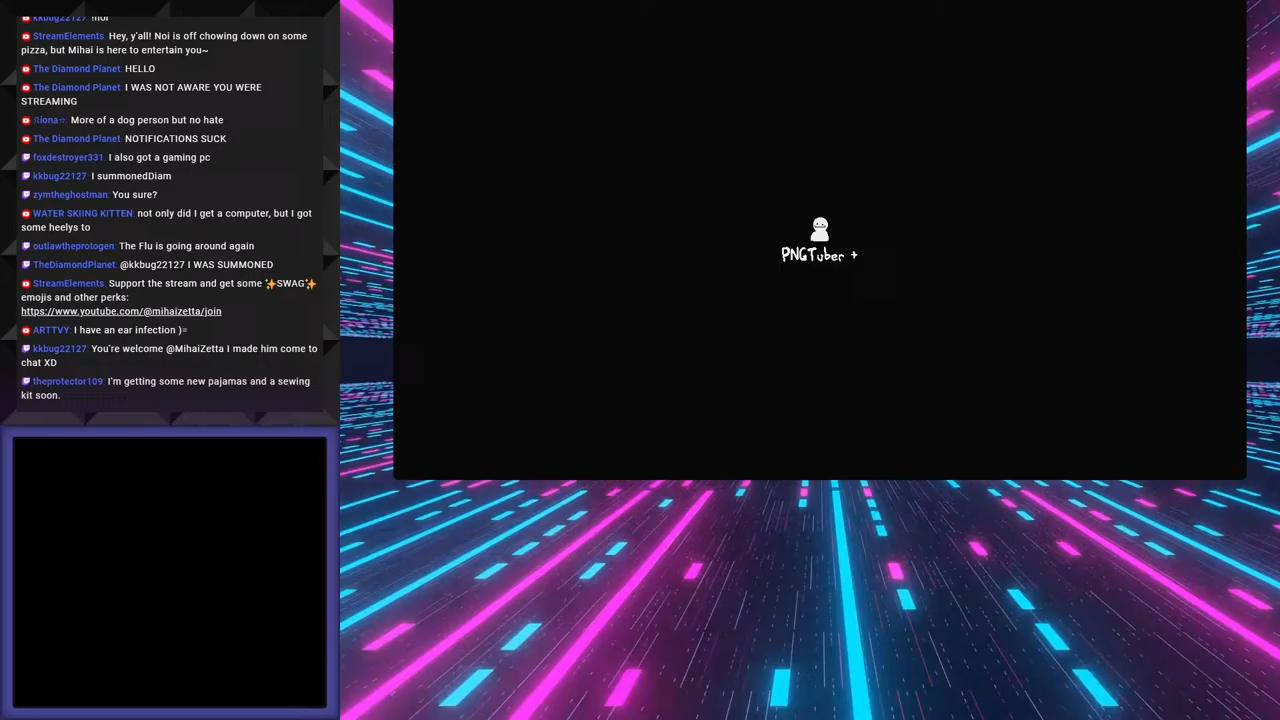 kkbug22127: !noi
StreamElements: Hey, y'all! Noi is off chowing down on some
pizza, but Mihai is here to entertain you~
The Diamond Planet: HELLO
The Diamond Planet: I WAS NOT AWARE YOU WERE
STREAMING
More of a dog person but no hate
The Diamond Planet: NOTIFICATIONS SUCK
foxdestroyer331: I also got a gaming pc
kkbug22127: I summonedDiam
zymtheghostman: You sure?
WATER SKIING KITTEN: not only did I get a computer, but I got
some heelys to
outlawtheprotogen: The Flu is going around again
TheDiamondPlanet: @kkbug22127 I WAS SUMMONED
StreamElements: Support the stream and get some ✨SWAG✨
emojis and other perks:
https://www.youtube.com/@mihaizetta/join
ARTTVY: I have an ear infection )=
kkbug22127: You're welcome @MihaiZetta I made him come to
chat XD
theprotector109: I'm getting some new pajamas and a sewing
kit soon.
PNGTuber +